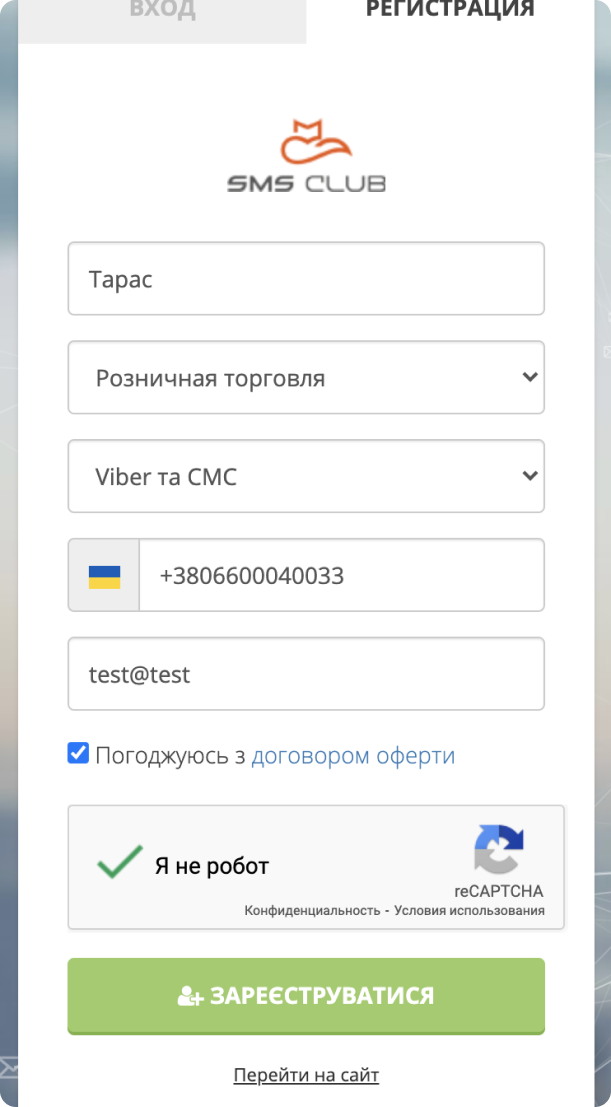 ВХОД
РЕГИСТРАЦИЯ
SMS CLUB
Тарас
Розничная торговля
Viber та СМС
+3806600040033
test@test
Погоджуюсь з договором оферти
Я не робот
reCAPTCHA
Конфиденциальность - Условия использования
ЗАРЕЄСТРУВАТИСЯ
Перейти на сайт